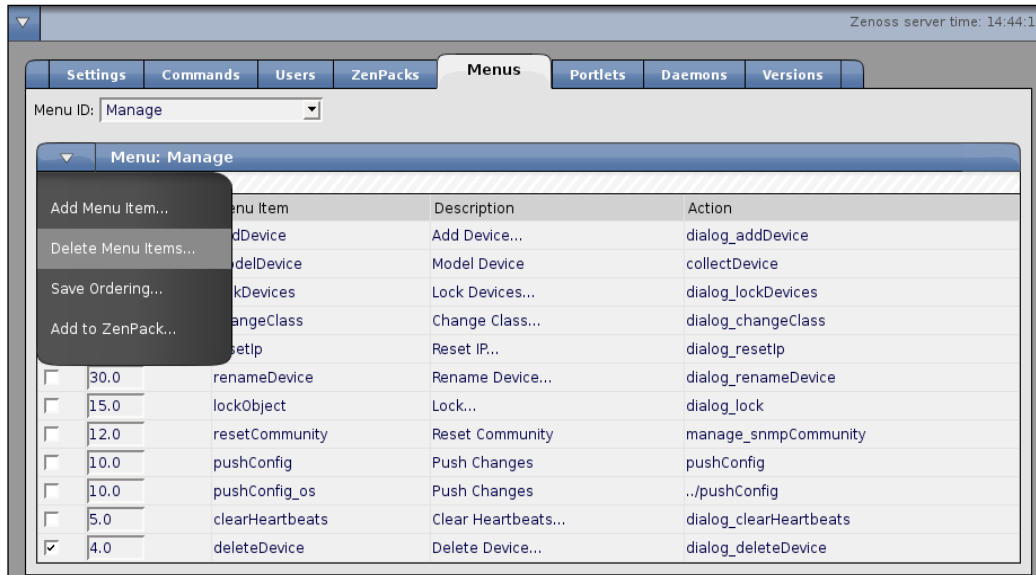 Zenoss server time: 14:44:1
Settings Commands Users ZenPacks Menus Portlets Daemons Versions
Menu ID: Manage
Menu: Manage
Add Menu Item...
Delete Menu Items...
Save Ordering...
Add to ZenPack...
enu Item Description Action
dDevice Add Device... dialog_addDevice
odelDevice Model Device collectDevice
kDevices Lock Devices... dialog_lockDevices
angeClass Change Class... dialog_changeClass
setIp Reset IP... dialog_resetIp
30.0 renameDevice Rename Device... dialog_renameDevice
15.0 lockObject Lock... dialog_lock
12.0 resetCommunity Reset Community manage_snmpCommunity
10.0 pushConfig Push Changes pushConfig
10.0 pushConfig_os Push Changes ../pushConfig
5.0 clearHeartbeats Clear Heartbeats... dialog_clearHeartbeats
4.0 deleteDevice Delete Device... dialog_deleteDevice